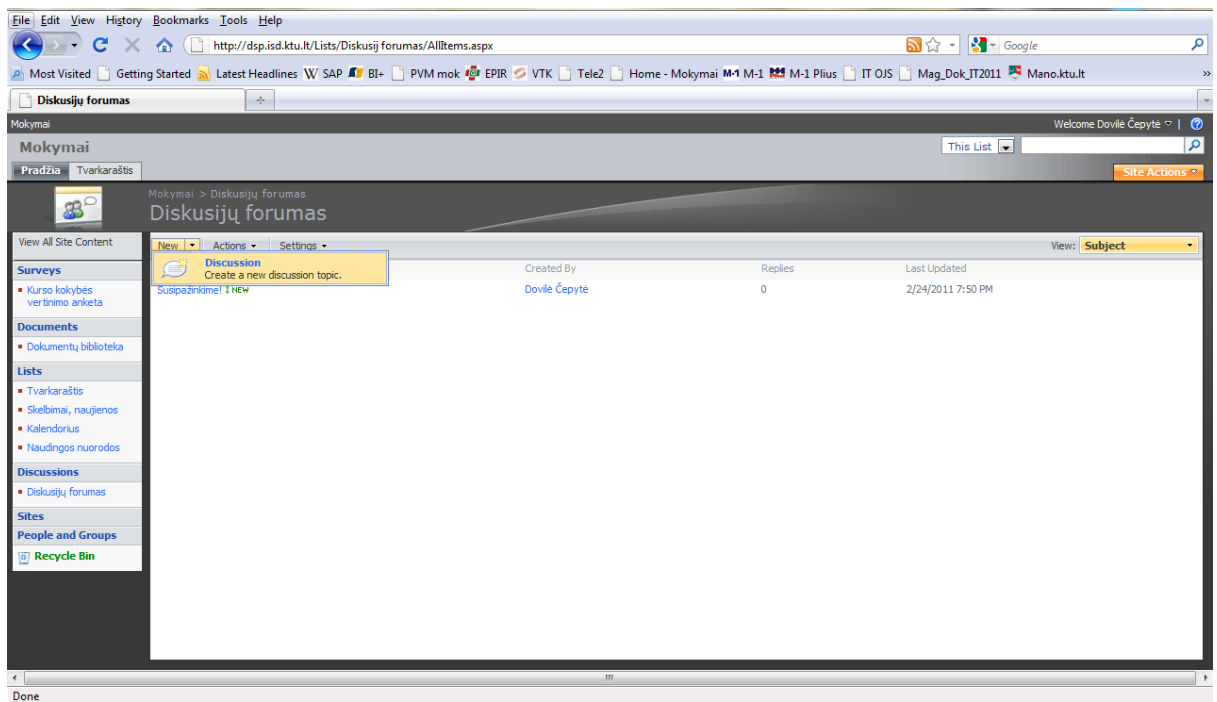 File Edit View History Bookmarks Tools Help
http://dsp.isd.ktu.lt/Lists/Diskusij forumas/AllItems.aspx Google
Most Visited Getting Started Latest Headlines W SAP BI+ PVM mok EPIR VTK Tele2 Home - Mokymai M-1 M-1 M-1 Plius IT OJS Mag_Dok_IT2011 Mano.ktu.lt »
Diskusijų forumas
Mokymai Welcome Dovilė Čepytė |
Mokymai This List
Pradžia Tvarkaraštis Site Actions
Mokymai > Diskusijų forumas
Diskusijų forumas
View All Site Content New Actions Settings View: Subject
Discussion
Create a new discussion topic.
Created By Replies Last Updated
Susipažinkime! ! NEW Dovilė Čepytė 0 2/24/2011 7:50 PM
Surveys
Kurso kokybės
vertinimo anketa
Documents
Dokumentų biblioteka
Lists
Tvarkaraštis
Skelbimai, naujienos
Kalendorius
Naudingos nuorodos
Discussions
Diskusijų forumas
Sites
People and Groups
Recycle Bin
Done